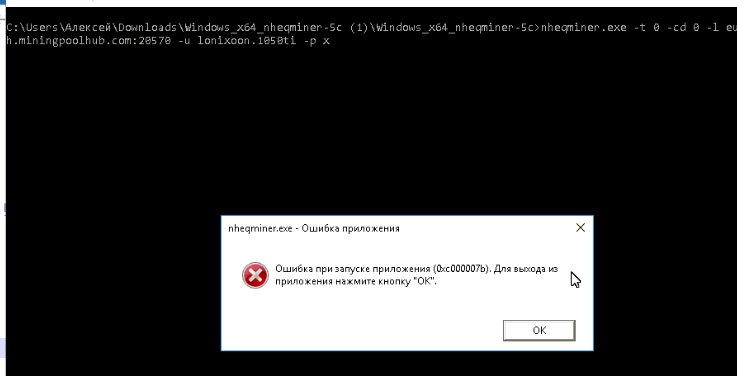 C:\Users\Алексей\Downloads\Windows_x64_nheqminer-5c (1)\Windows_x64_nheqminer-5c>nheqminer.exe -t 0 -cd 0 -l eu
h.miningpoolhub.com:20570 -u lonixoon.1050ti -p x
nheqminer.exe - Ошибка приложения
Ошибка при запуске приложения (0xc000007b). Для выхода из
приложения нажмите кнопку "ОК".
ОК